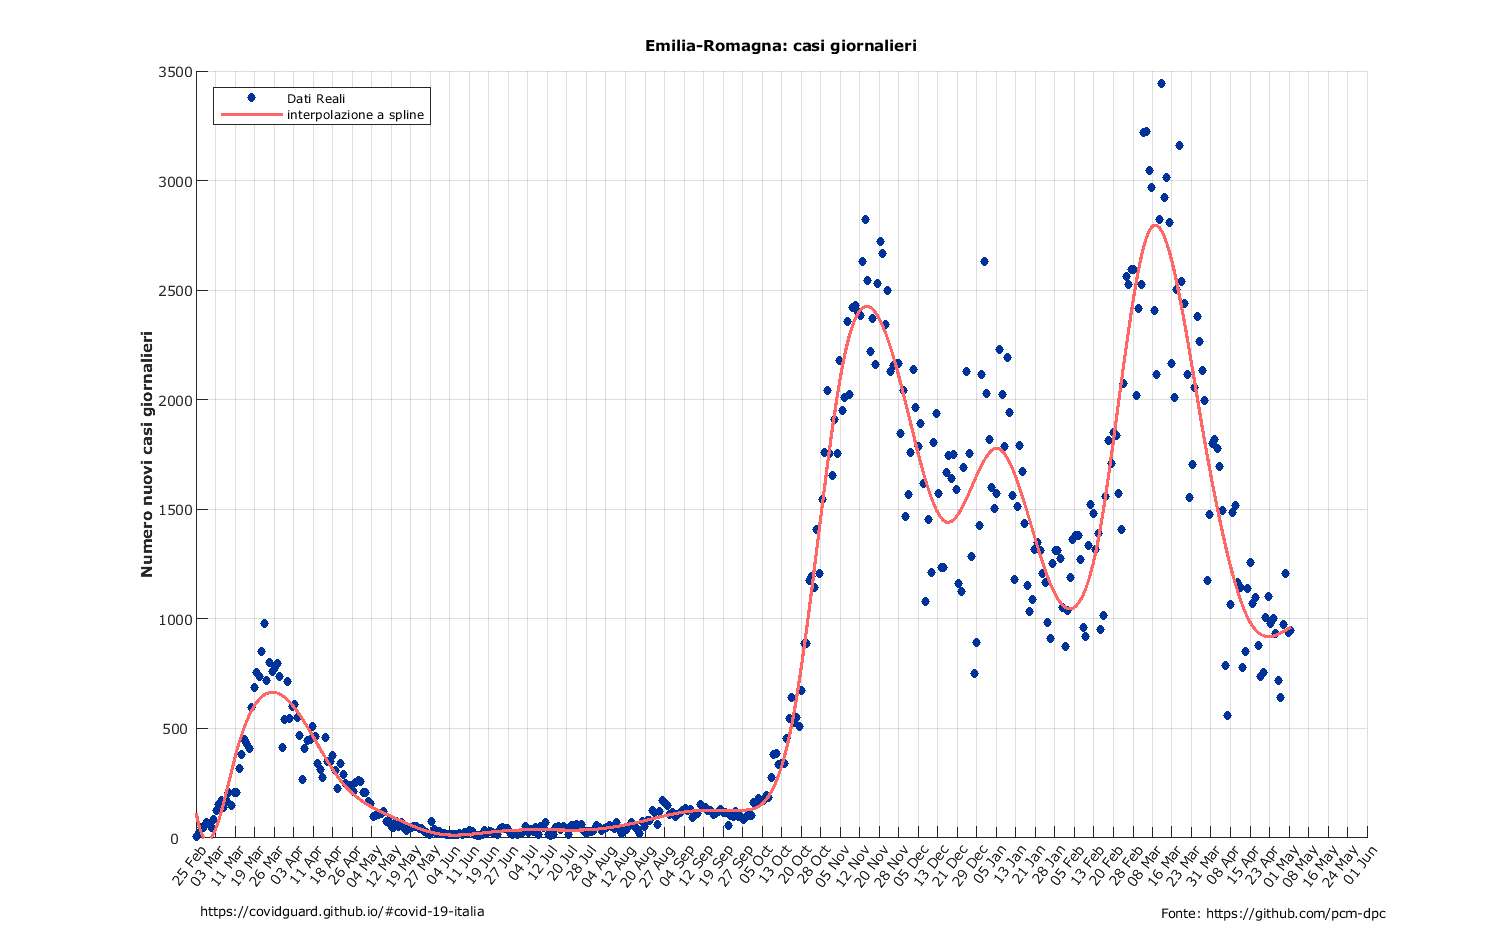 Emilia-Romagna: casi giornalieri
Dati Reali
interpolazione a spline
Numero nuovi casi giornalieri
3500
3000
2500
2000
1500
1000
500
0
25 Feb
03 Mar
11 Mar
19 Mar
26 Mar
03 Apr
11 Apr
18 Apr
26 Apr
04 May
12 May
19 May
27 May
04 Jun
11 Jun
19 Jun
27 Jun
04 Jul
12 Jul
20 Jul
28 Jul
04 Aug
12 Aug
20 Aug
27 Aug
04 Sep
12 Sep
19 Sep
27 Sep
05 Oct
13 Oct
20 Oct
28 Oct
05 Nov
12 Nov
20 Nov
28 Nov
05 Dec
13 Dec
21 Dec
29 Dec
05 Jan
13 Jan
21 Jan
28 Jan
05 Feb
13 Feb
20 Feb
28 Feb
08 Mar
16 Mar
23 Mar
31 Mar
08 Apr
15 Apr
23 Apr
01 May
08 May
16 May
24 May
01 Jun
https://covidguard.github.io/#covid-19-italia
Fonte: https://github.com/pcm-dpc